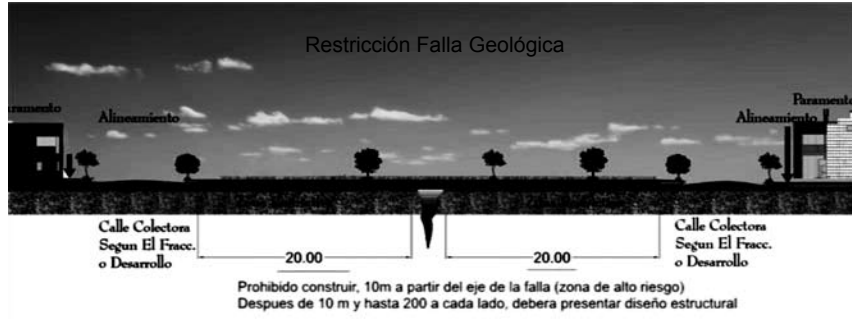 Restricción Falla Geológica
Paramento
aramento
Alineamiento
Alineamiento
Calle Colectora
Segun El Fracc.
o Desarrollo
20.00
20.00
Calle Colectora
Segun El Fracc.
o Desarrollo
Prohibido construir, 10m a partir del eje de la falla (zona de alto riesgo)
Despues de 10 m y hasta 200 a cada lado, debera presentar diseño estructural